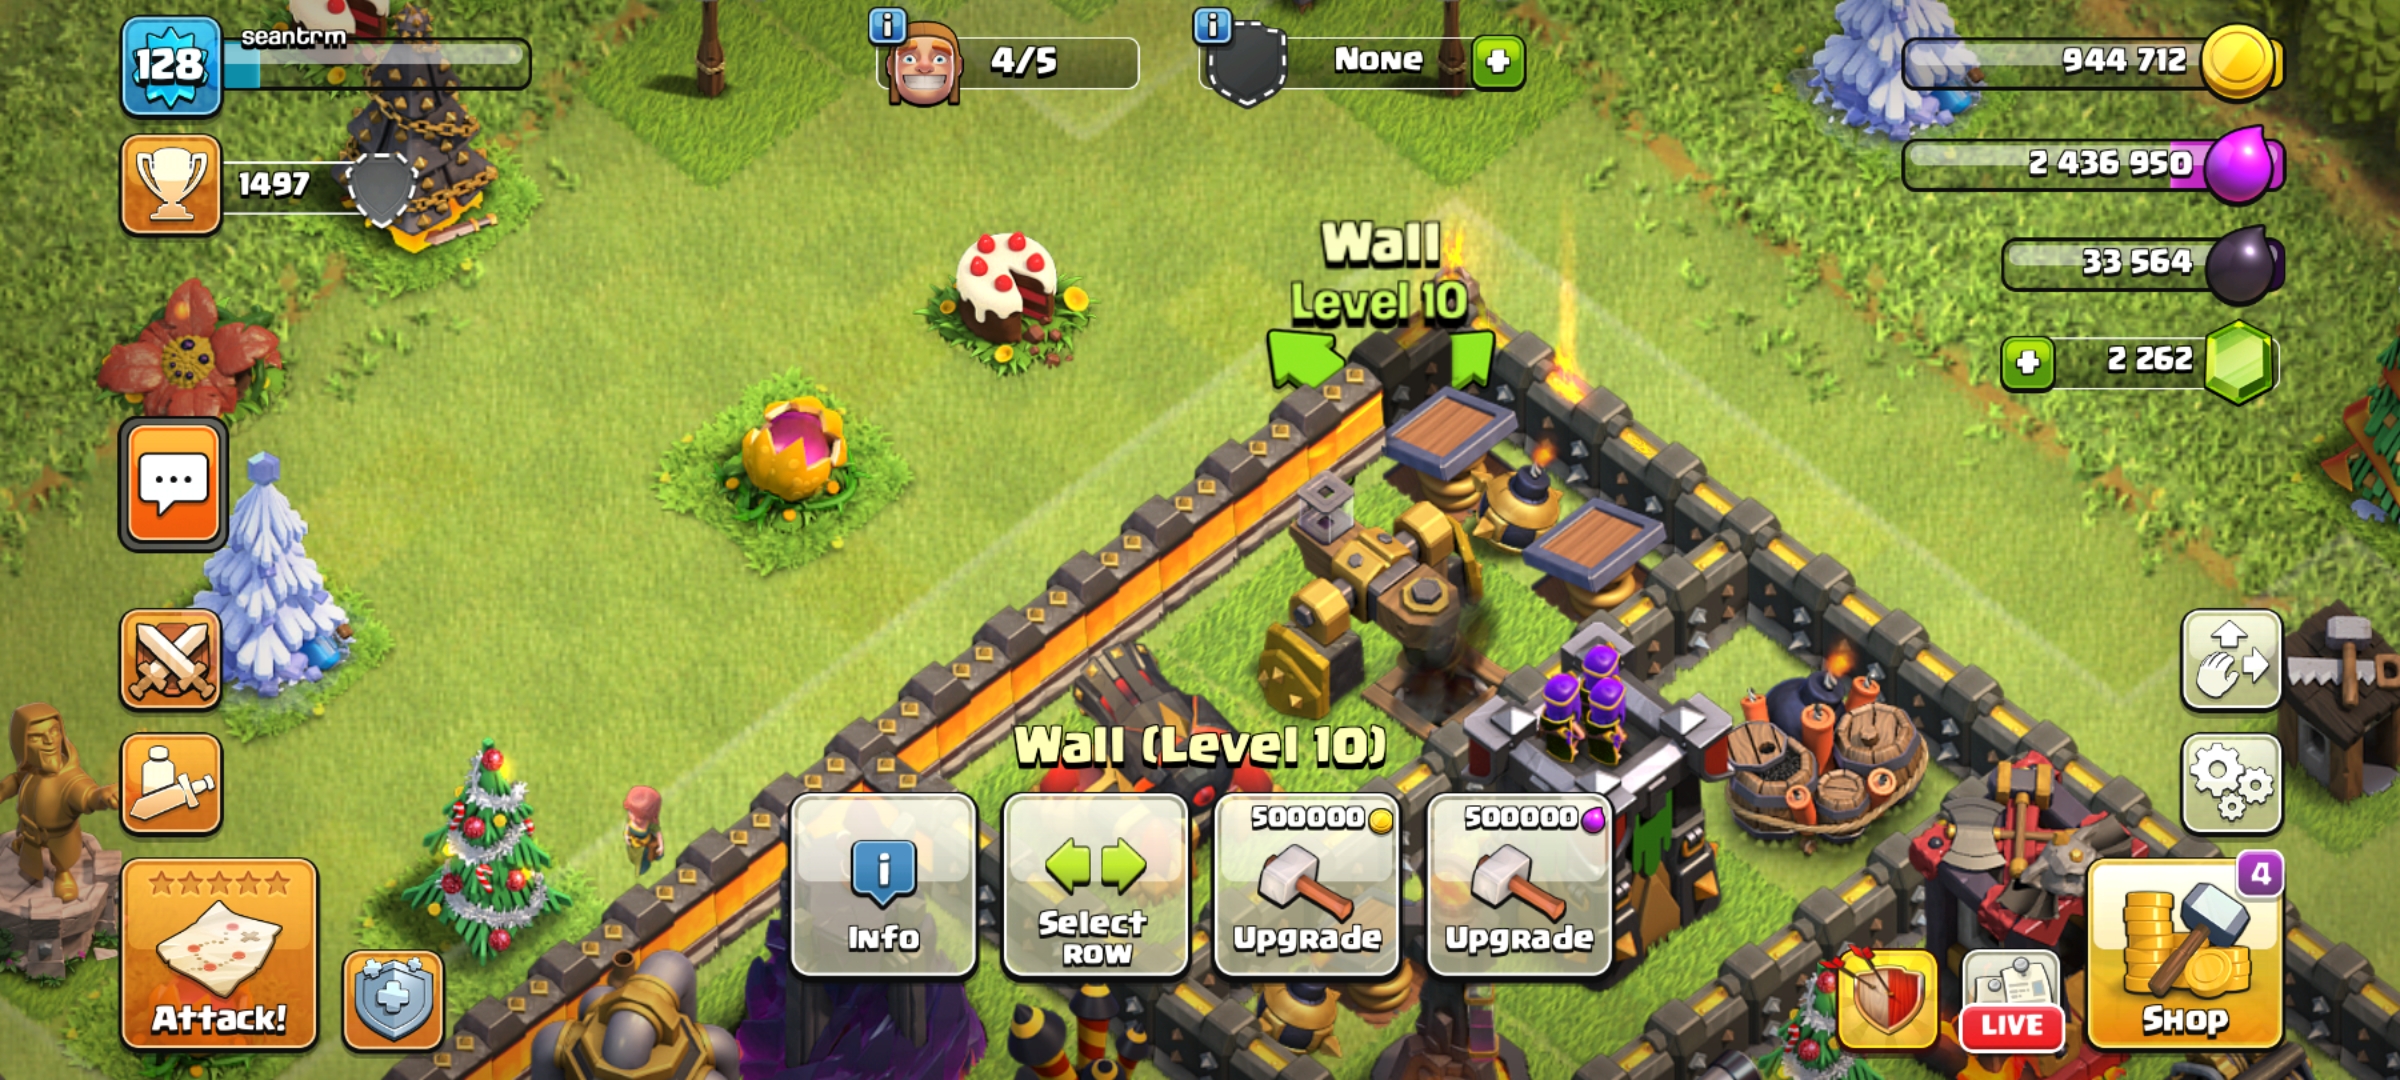 128
seantrm
4/5
None
944 712
1497
2 436 950
33 564
2 262
Wall
Level 10
Wall (Level 10)
Info
Select
Row
500000
Upgrade
500000
Upgrade
Attack!
LIVE
4
Shop